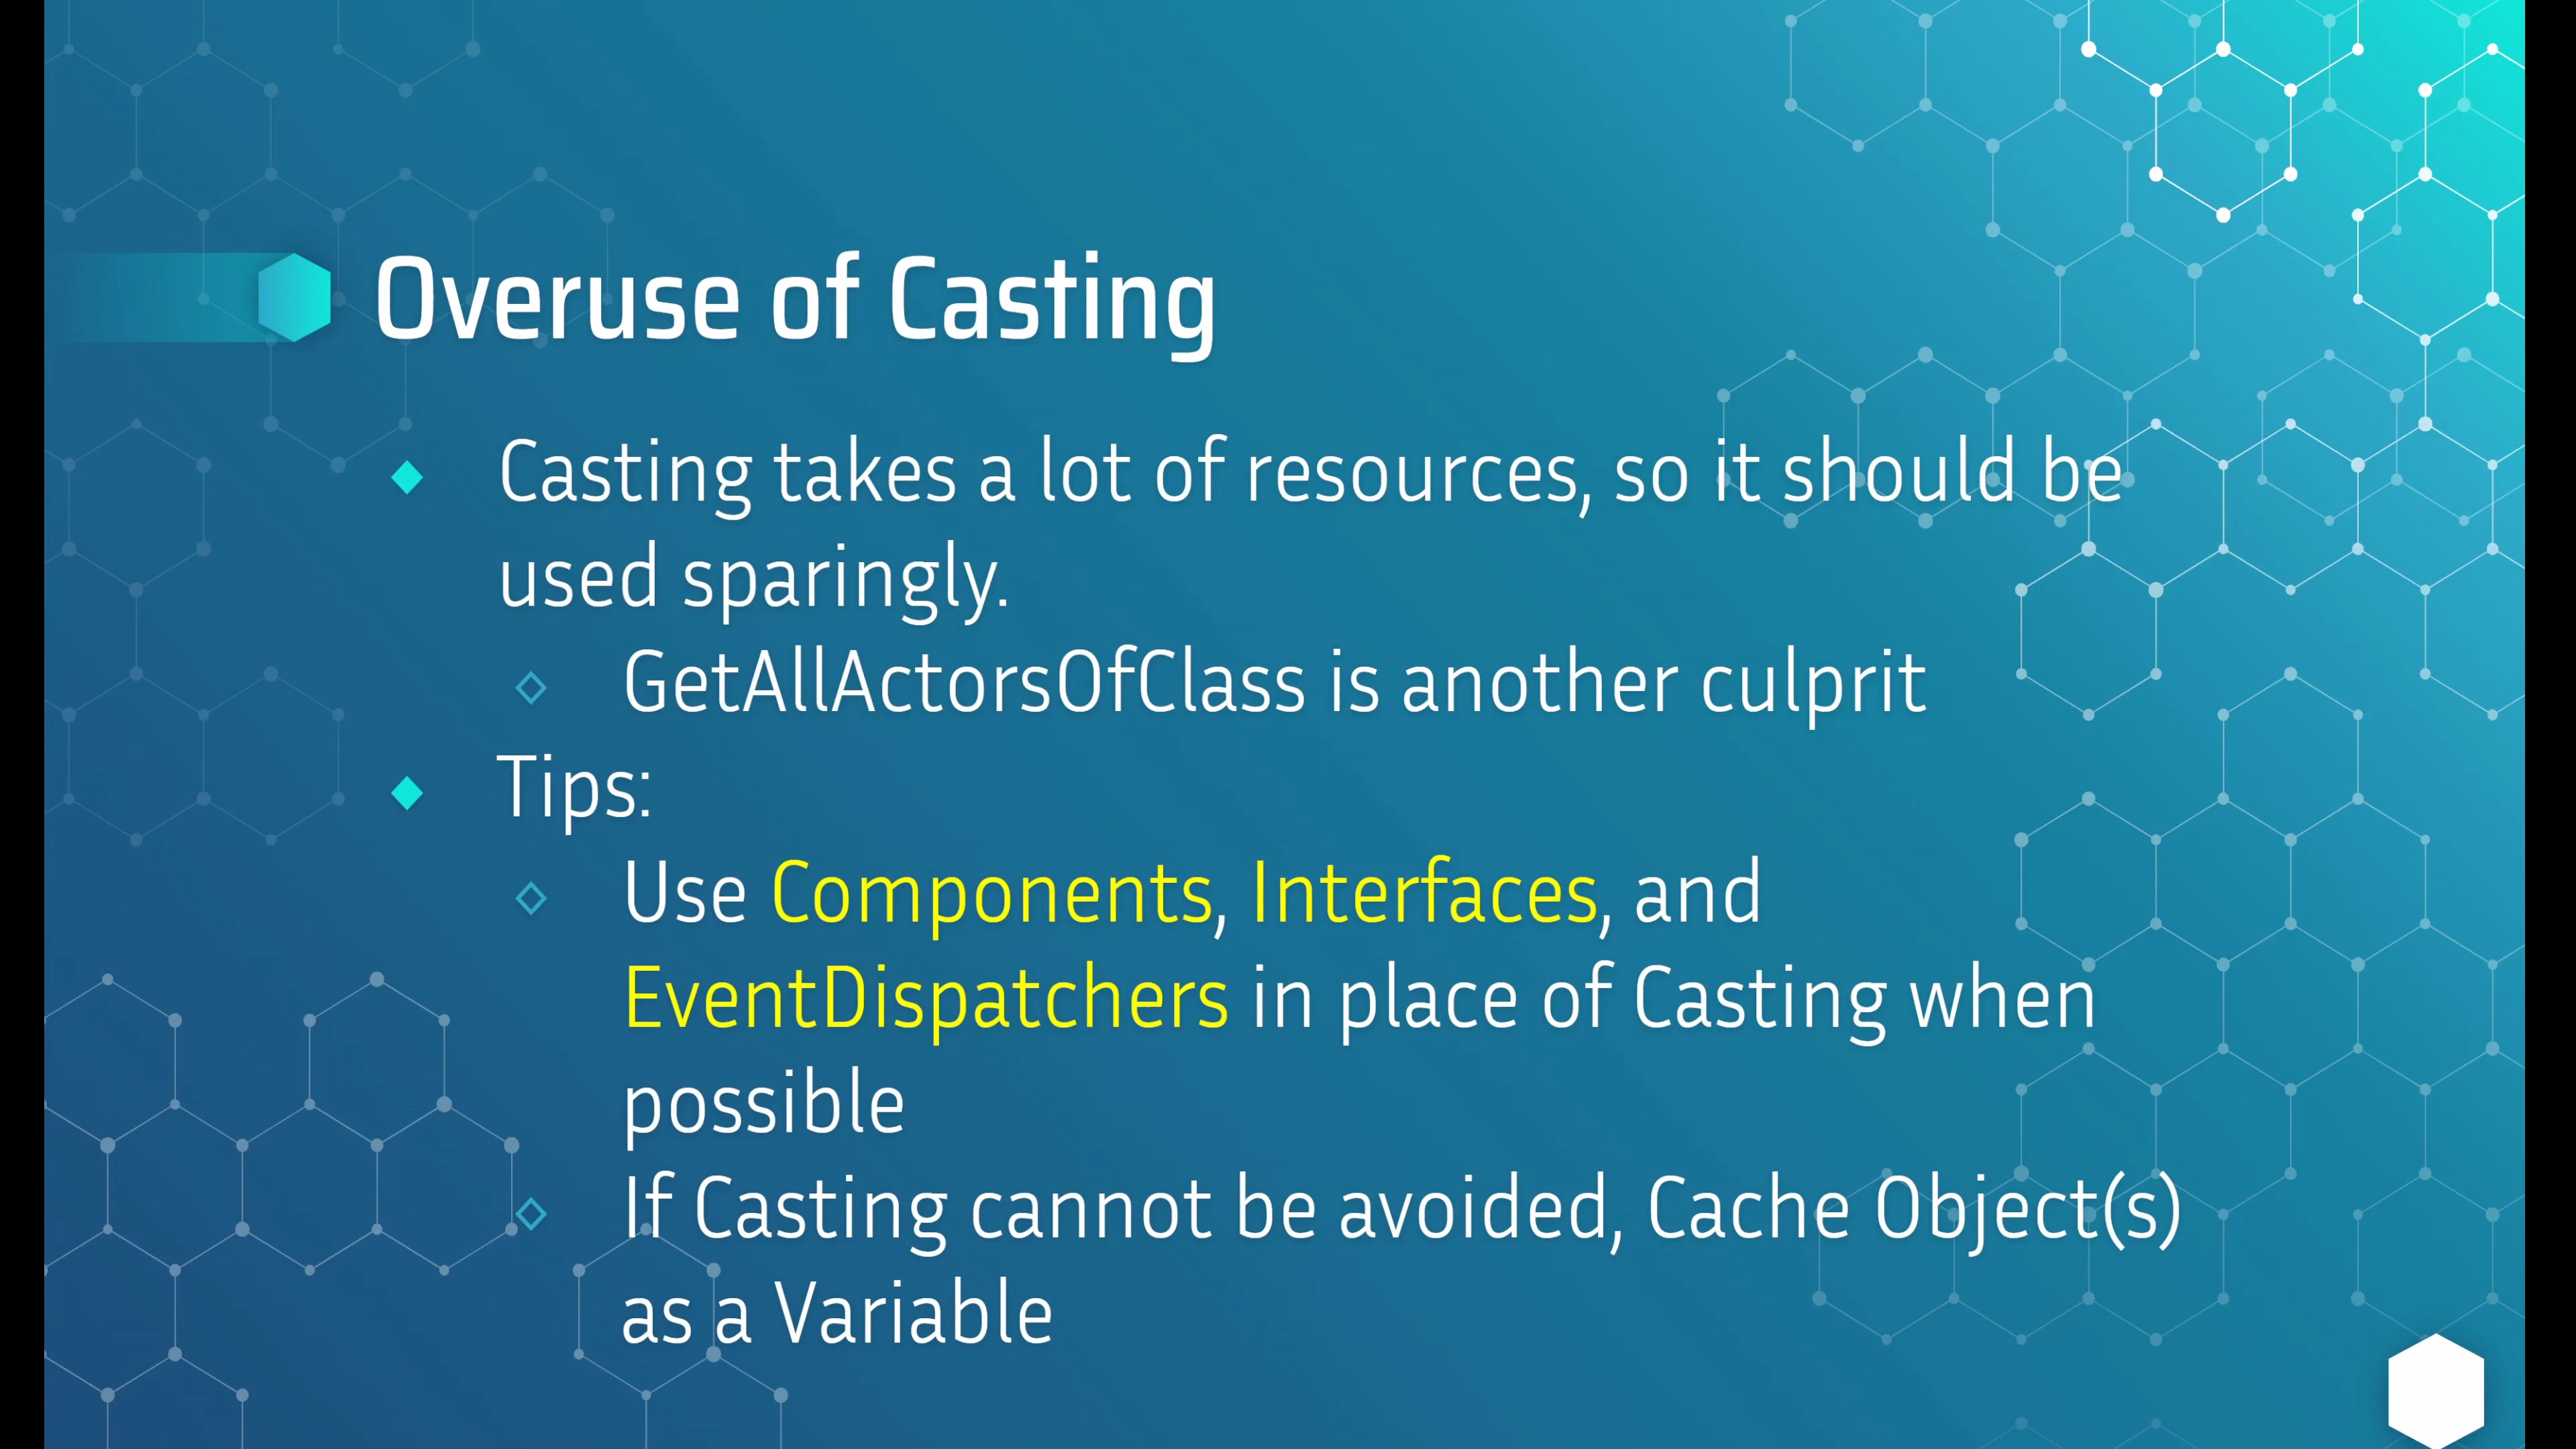 Overuse of Casting
Casting takes a lot of resources, so it should be
used sparingly.
GetAllActorsOfClass is another culprit
Tips:
Use Components, Interfaces, and
EventDispatchers in place of Casting when
possible
If Casting cannot be avoided, Cache Object(s)
as a Variable